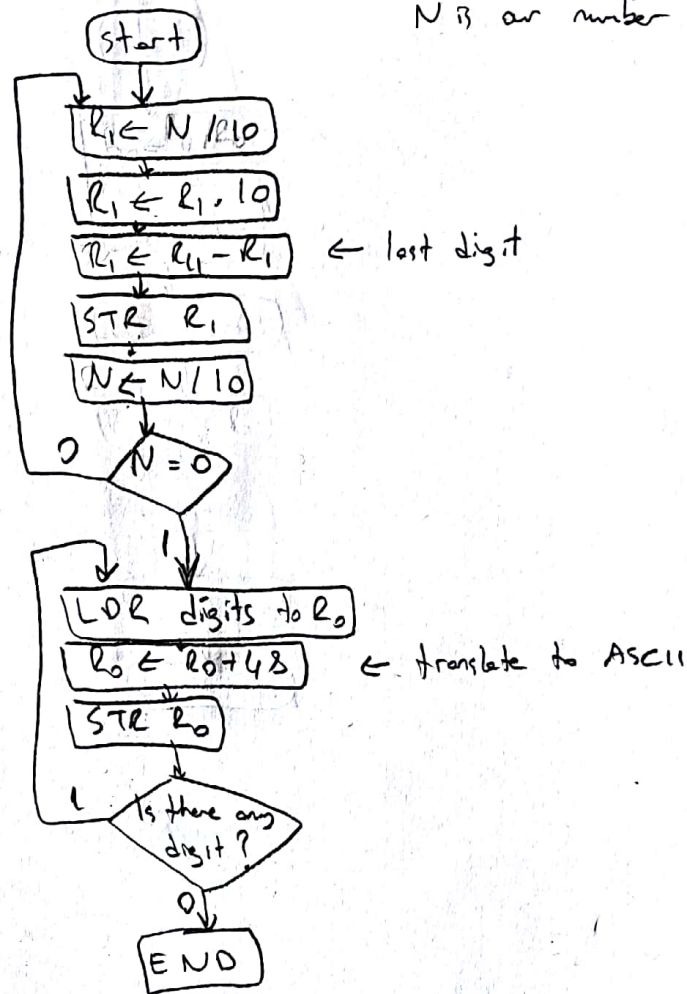 N is our number
start
R₁ ← N / 10
R₁ ← R₁ . 10
R₁ ← R₁₁ - R₁ ← last digit
STR R₁
N ← N / 10
0
N = 0
1
LDR digits to R₀
R₀ ← R₀+48 ← translate to ASCII
STR R₀
1
Is there any
digit ?
0
END